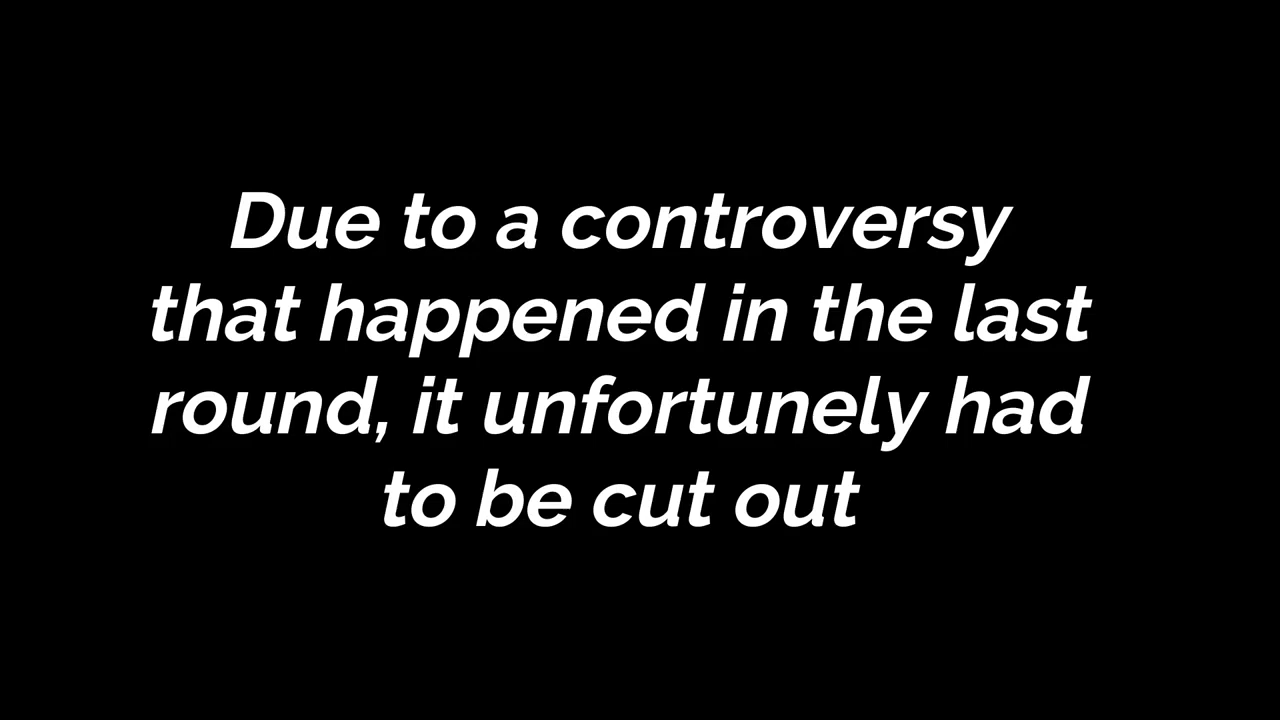 Due to a controversy
that happened in the last
round, it unfortunely had
to be cut out